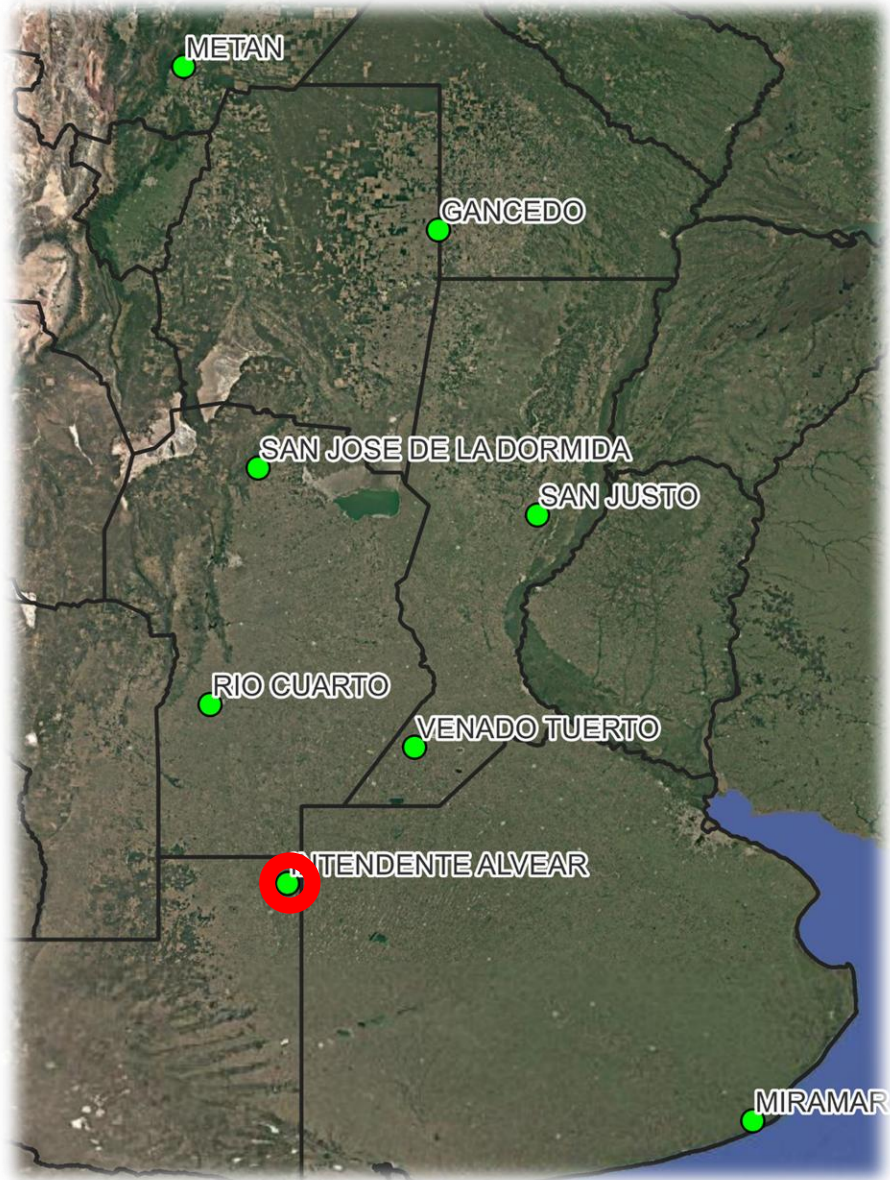 METAN
GANCEDO
SAN JOSE DE LA DORMIDA
SAN JUSTO
RIO CUARTO
VENADO TUERTO
INTENDENTE ALVEAR
MIRAMAR